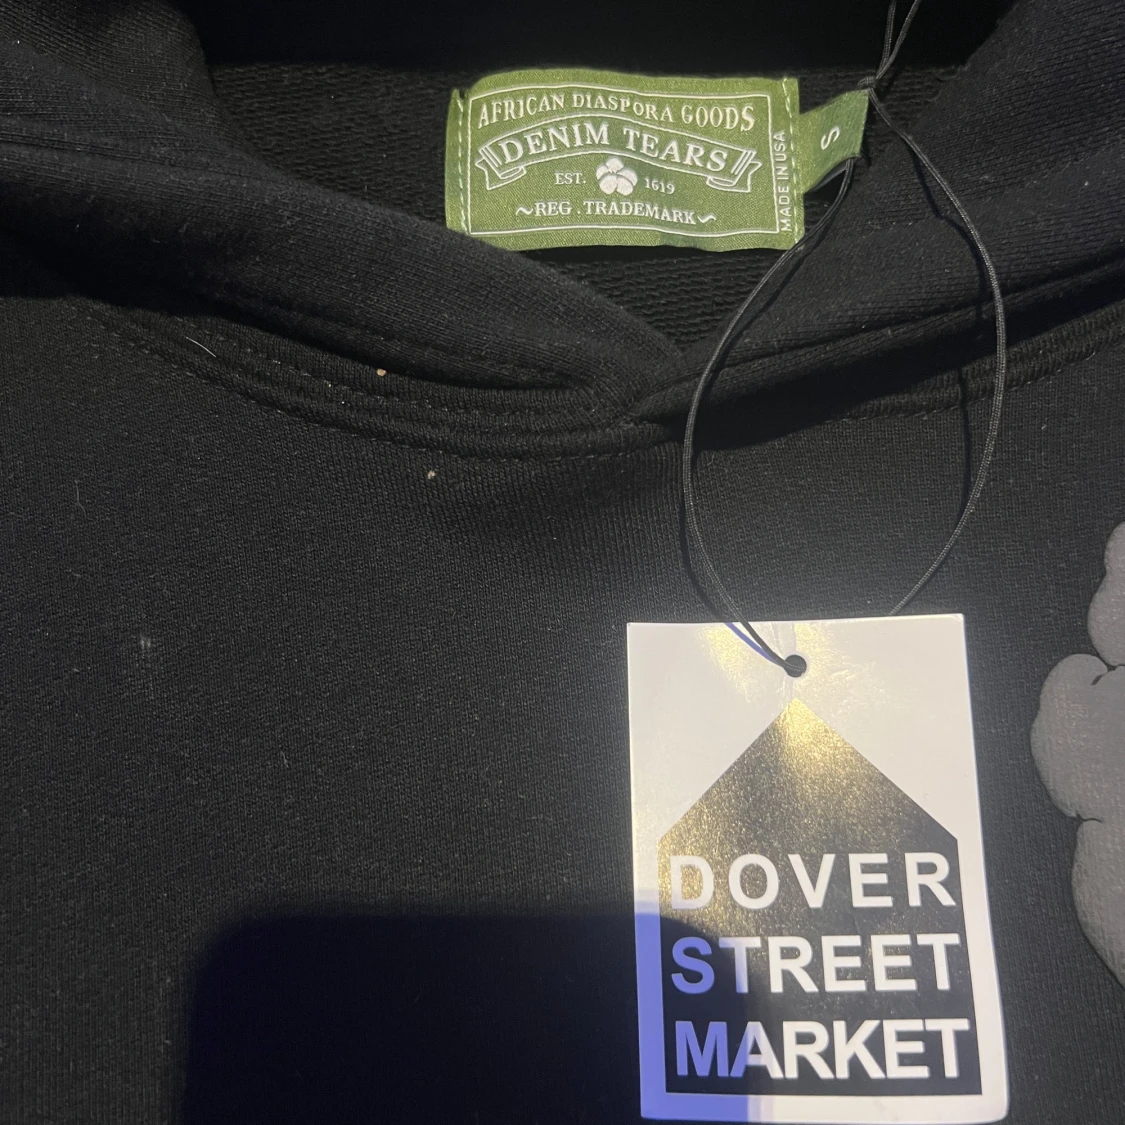 AFRICAN DIASPORA GOODS
DENIM TEARS
EST. 1619
~REG . TRADEMARK~
MADE IN USA
S
DOVER
STREET
MARKET